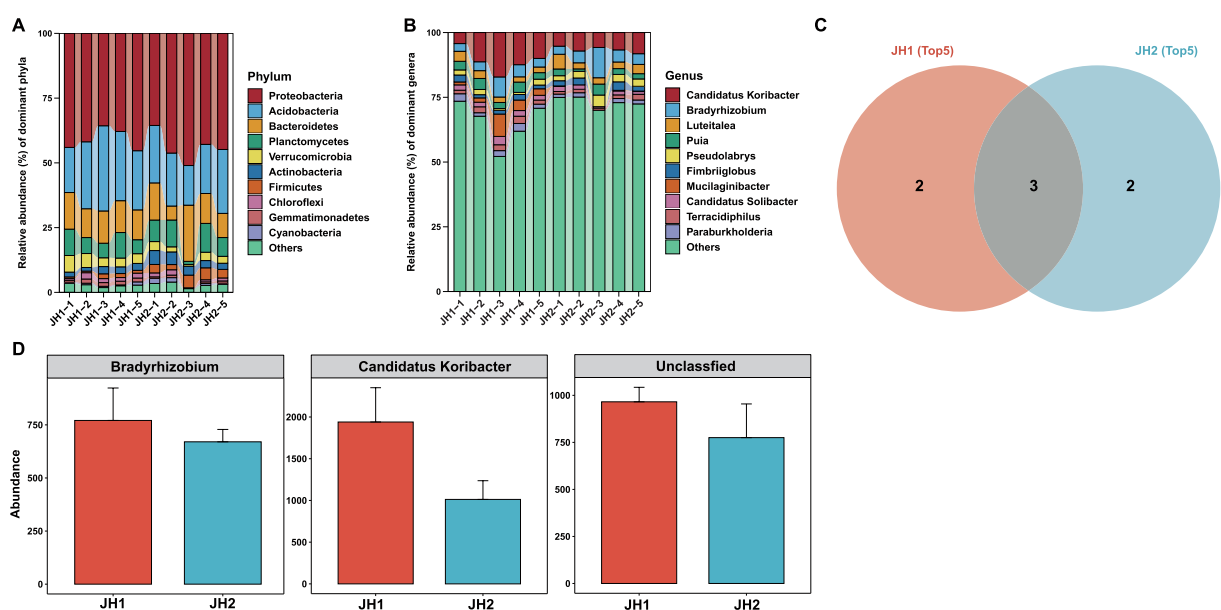 A
Relative abundance (%) of dominant phyla
100
75
50
25
0
JH1−1
JH1−2
JH1−3
JH1−4
JH1−5
JH2−1
JH2−2
JH2−3
JH2−4
JH2−5
Phylum
Proteobacteria
Acidobacteria
Bacteroidetes
Planctomycetes
Verrucomicrobia
Actinobacteria
Firmicutes
Chloroflexi
Gemmatimonadetes
Cyanobacteria
Others
B
Relative abundance (%) of dominant genera
100
75
50
25
0
JH1−1
JH1−2
JH1−3
JH1−4
JH1−5
JH2−1
JH2−2
JH2−3
JH2−4
JH2−5
Genus
Candidatus Koribacter
Bradyrhizobium
Luteitalea
Puia
Pseudolabrys
Fimbriiglobus
Mucilaginibacter
Candidatus Solibacter
Terracidiphilus
Paraburkholderia
Others
C
JH1 (Top5)
JH2 (Top5)
2
3
2
D
Abundance
Bradyrhizobium
750
500
250
0
JH1
JH2
Candidatus Koribacter
2000
1500
1000
500
0
JH1
JH2
Unclassfied
1000
750
500
250
0
JH1
JH2